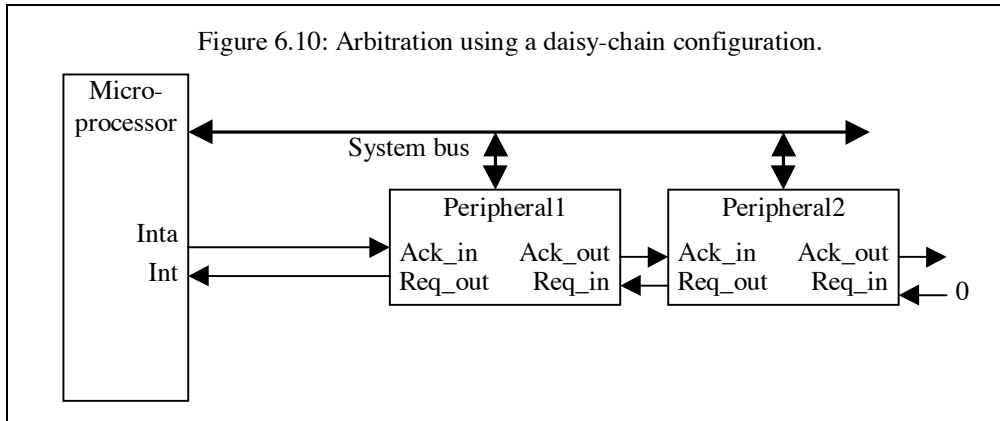 Figure 6.10: Arbitration using a daisy-chain configuration.
Micro-
processor
System bus
Peripheral1
Peripheral2
Inta
Int
Ack_in Ack_out
Req_out Req_in
Ack_in Ack_out
Req_out Req_in
0